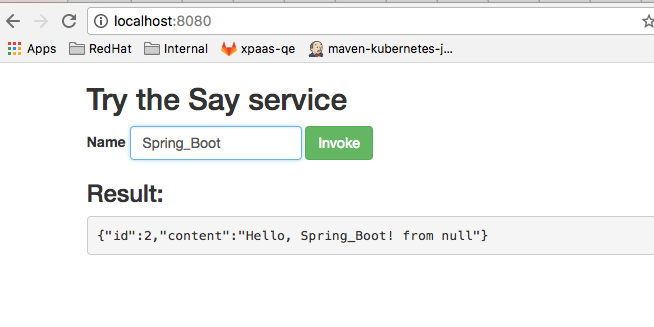 localhost:8080
Apps RedHat Internal xpaas-qe maven-kubernetes-j...
Try the Say service
Name Spring_Boot Invoke
Result:
{"id":2,"content":"Hello, Spring_Boot! from null"}